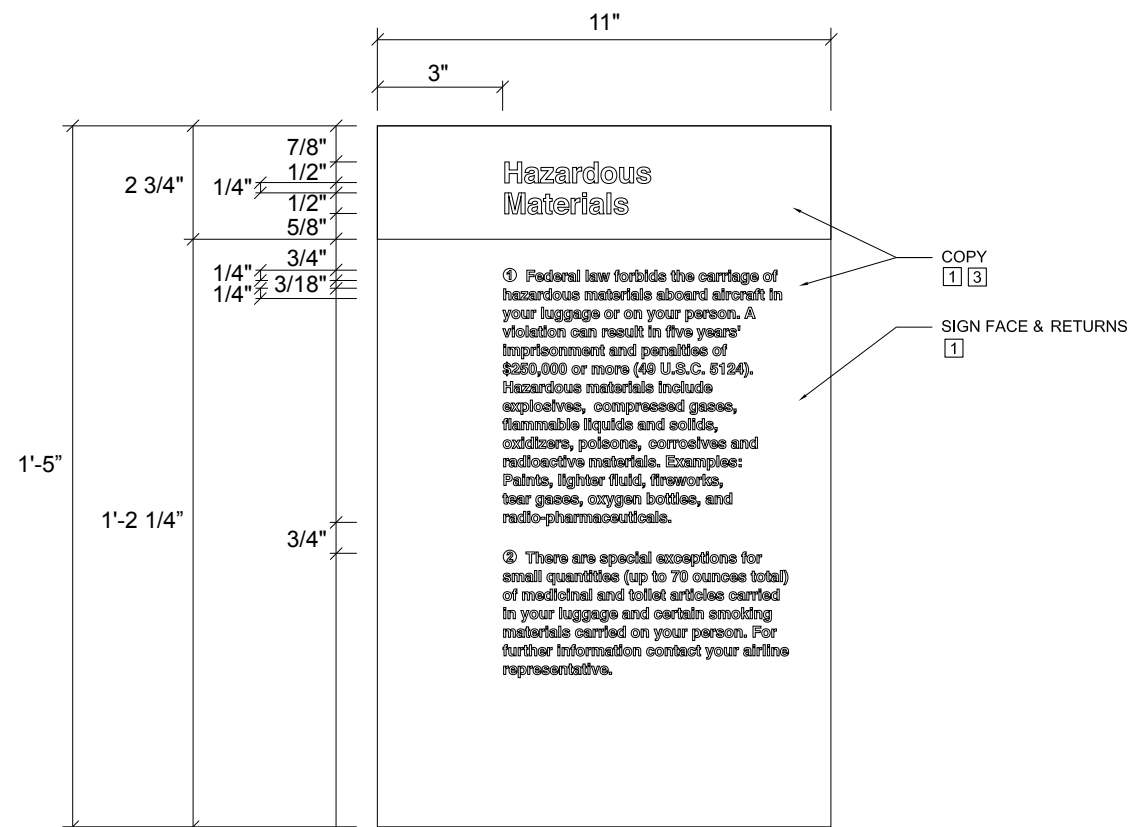 11"
3"
7/8"
2 3/4"
1/4"
1/2"
1/2"
5/8"
3/4"
1/4"
3/18"
1/4"
1'-5”
1'-2 1/4”
3/4"
Hazardous
Materials
① Federal law forbids the carriage of
hazardous materials aboard aircraft in
your luggage or on your person. A
violation can result in five years'
imprisonment and penalties of
$250,000 or more (49 U.S.C. 5124).
Hazardous materials include
explosives, compressed gases,
flammable liquids and solids,
oxidizers, poisons, corrosives and
radioactive materials. Examples:
Paints, lighter fluid, fireworks,
tear gases, oxygen bottles, and
radio-pharmaceuticals.
② There are special exceptions for
small quantities (up to 70 ounces total)
of medicinal and toilet articles carried
in your luggage and certain smoking
materials carried on your person. For
further information contact your airline
representative.
COPY
1 3
SIGN FACE & RETURNS
1